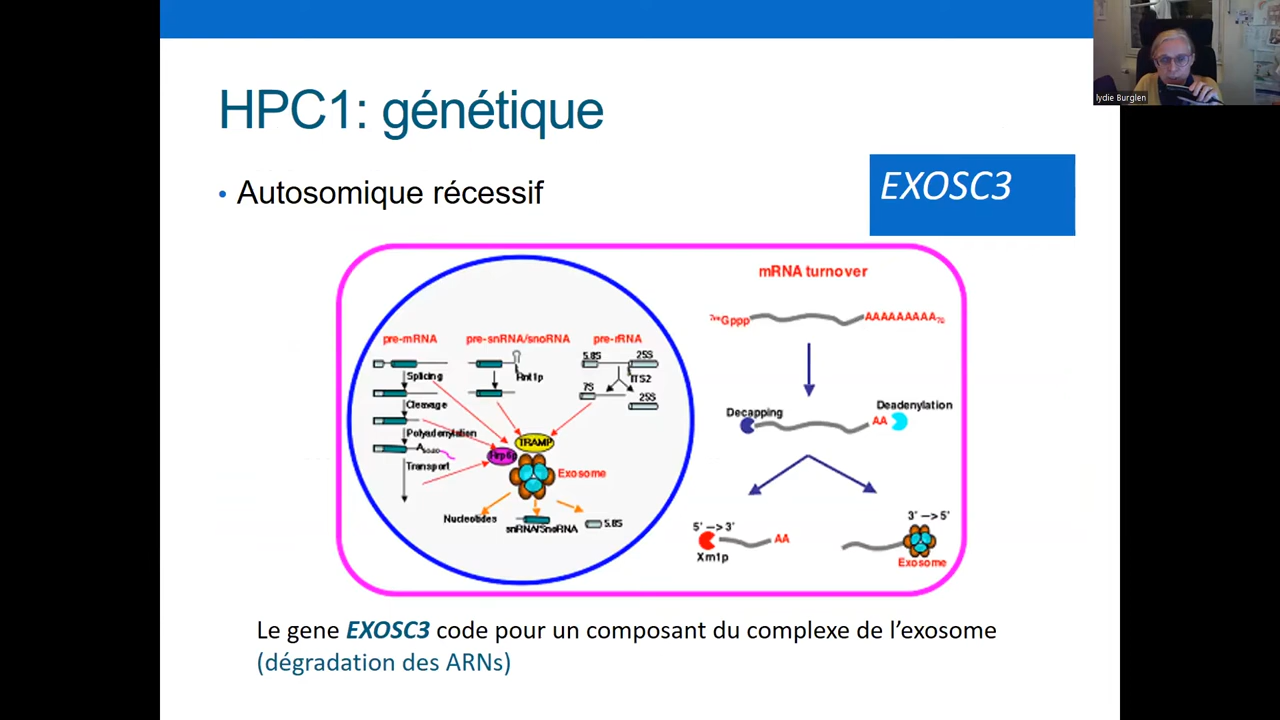 lydie Burglen
HPC1: génétique
• Autosomique récessif
EXOSC3
mRNA turnover
7mGppp
AAAAAAAAA70
pre-mRNA
pre-snRNA/snoRNA
pre-rRNA
5.8S
25S
Splicing
Rnt1p
ITS2
7S
25S
Cleavage
Polyadenylation
Transport
Rrp6p
TRAMP
Exosome
Nucleotides
snRNA/SnoRNA
5.8S
Decapping
Deadenylation
AA
5' —> 3'
AA
Xrn1p
3' —> 5'
Exosome
Le gene EXOSC3 code pour un composant du complexe de l’exosome
(dégradation des ARNs)